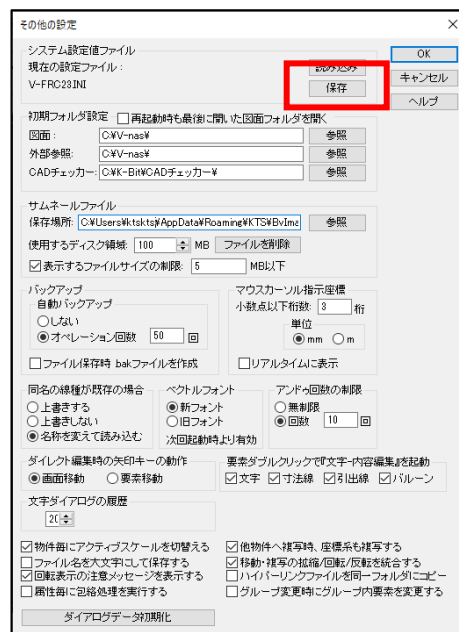 その他の設定
システム設定値ファイル
現在の設定ファイル：
V-FRC23.INI
読み込み
保存
OK
キャンセル
ヘルプ
初期フォルダ設定
□再起動時も最後に開いた図面フォルダを開く
図面： C:¥V-nas¥ 参照
外部参照: C:¥V-nas¥ 参照
CADチェッカー: C:¥K-Bit¥CADチェッカー¥ 参照
サムネールファイル
保存場所: C:¥Users¥ktskts¥AppData¥Roaming¥KTS¥BvIma 参照
使用するディスク領域: 100 MB ファイルを削除
☑表示するファイルサイズの制限: 5 MB以下
バックアップ
自動バックアップ
○しない
◉オペレーション回数 50 回
□ファイル保存時 bakファイルを作成
マウスカーソル指示座標
小数点以下桁数: 3 桁
単位
◉mm ○m
□リアルタイムに表示
同名の線種が既存の場合
○上書きする
○上書きしない
◉名称を変えて読み込む
ベクトルフォント
◉新フォント
○旧フォント
次回起動時より有効
アンドゥ回数の制限
○無制限
◉回数 10 回
ダイレクト編集時の矢印キーの動作
◉画面移動 ○要素移動
要素ダブルクリックで『文字-内容編集』を起動
☑文字 ☑寸法線 ☑引出線 ☑バルーン
文字ダイアログの履歴
20
☑物件毎にアクティブスケールを切替える
□ファイル名を大文字にして保存する
☑回転表示の注意メッセージを表示する
□属性毎に包絡処理を実行する
☑他物件へ複写時、座標系も複写する
☑移動・複写の拡縮/回転/反転を統合する
□ハイパーリンクファイルを同一フォルダにコピー
□グループ変更時にグループ内要素を変更する
ダイアログデータ初期化